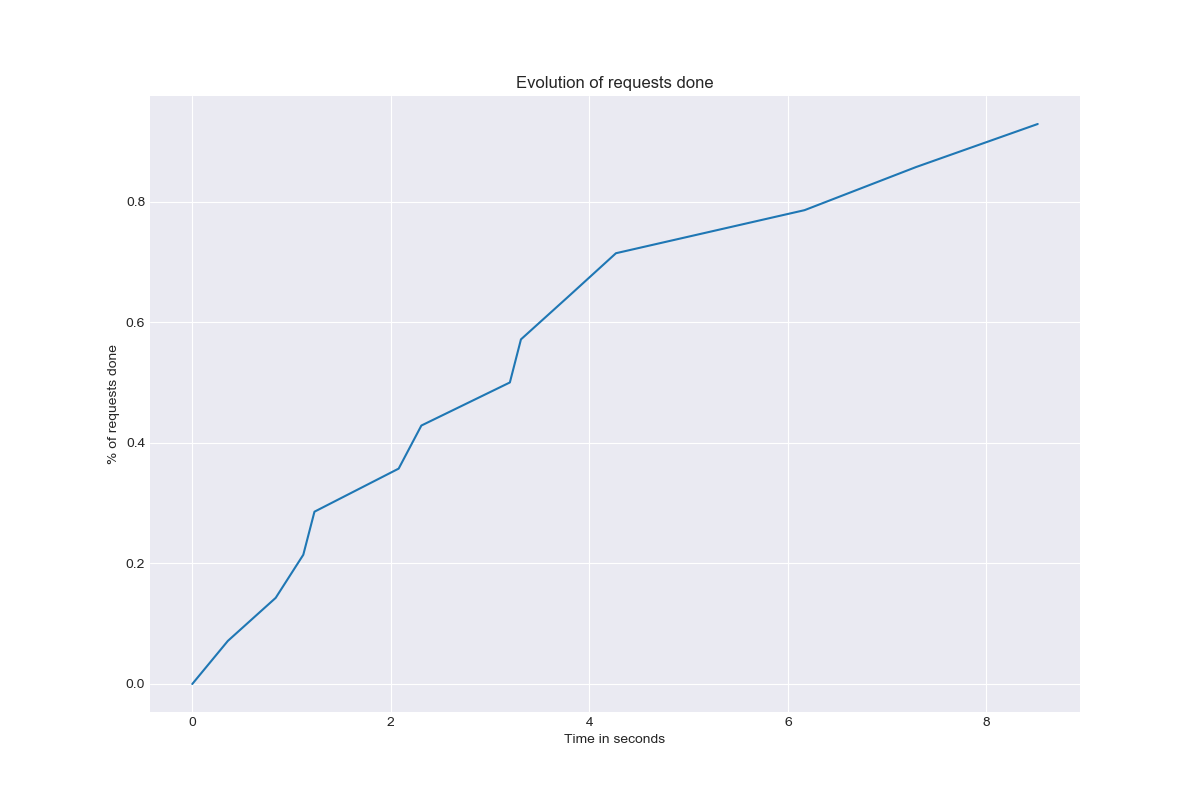 Evolution of requests done
0.8
0.6
0.4
0.2
0.0
% of requests done
0 2 4 6 8
Time in seconds